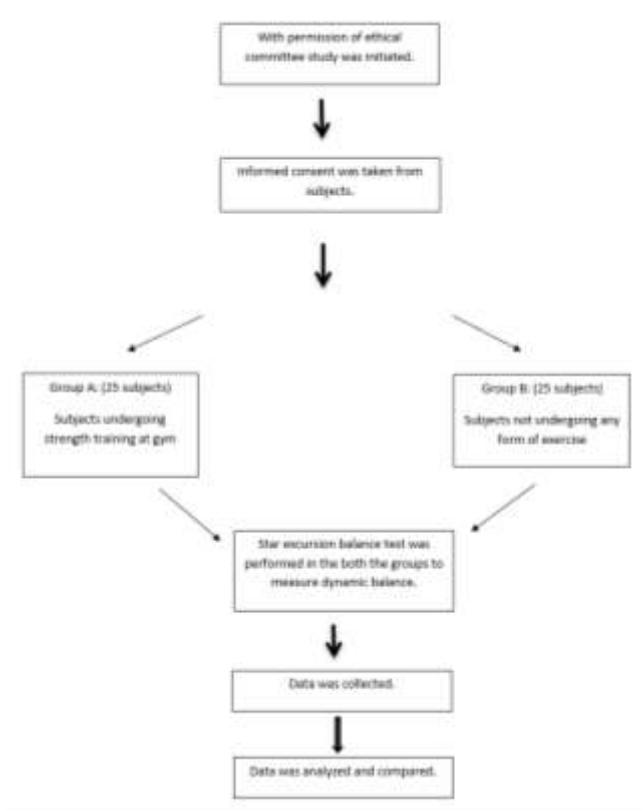 With permission of ethical
committee study was initiated.
Informed consent was taken from
subjects.
Group A: (25 subjects)
Subjects undergoing
strength training at gym
Group B: (25 subjects)
Subjects not undergoing any
form of exercise
Star excursion balance test was
performed in the both the groups to
measure dynamic balance.
Data was collected.
Data was analyzed and compared.